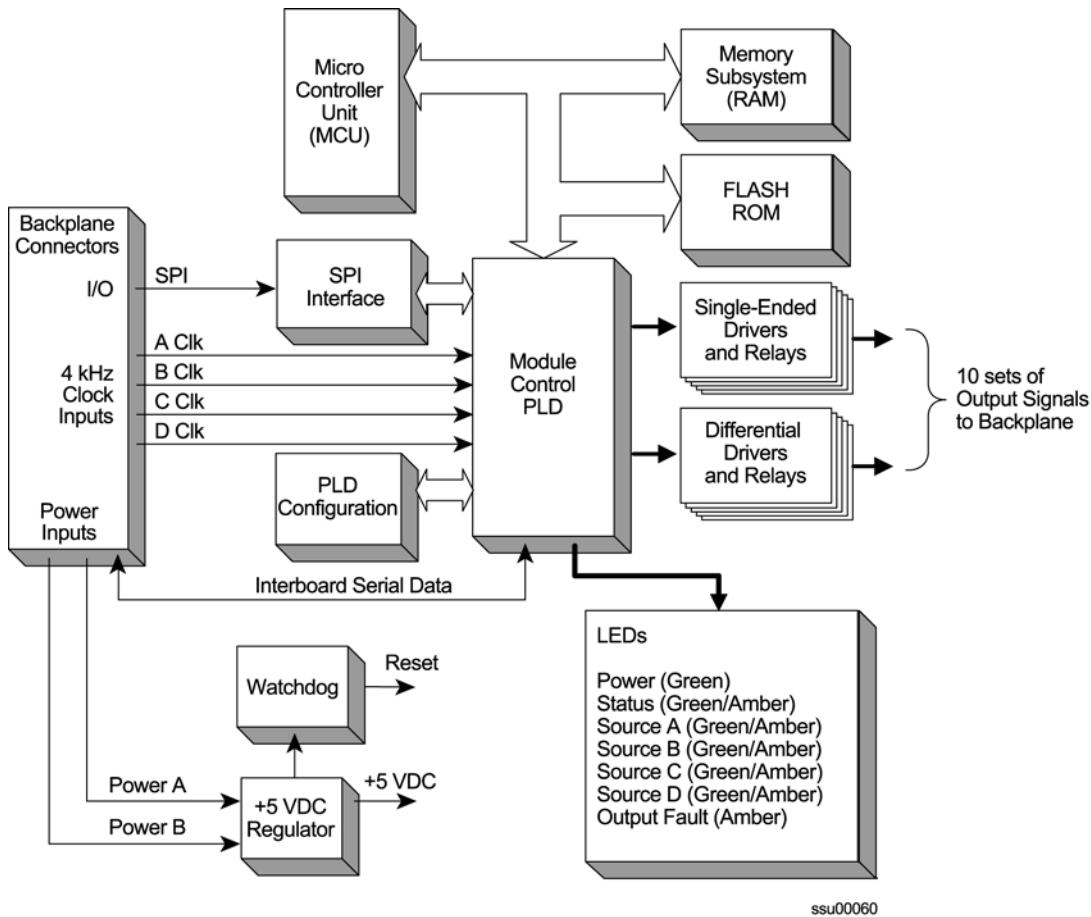 Micro
Controller
Unit
(MCU)
Memory
Subsystem
(RAM)
FLASH
ROM
Backplane
Connectors
I/O
4 kHz
Clock
Inputs
Power
Inputs
SPI
SPI
Interface
A Clk
B Clk
C Clk
D Clk
PLD
Configuration
Module
Control
PLD
Single-Ended
Drivers
and Relays
Differential
Drivers
and Relays
10 sets of
Output Signals
to Backplane
Interboard Serial Data
LEDs
Power (Green)
Status (Green/Amber)
Source A (Green/Amber)
Source B (Green/Amber)
Source C (Green/Amber)
Source D (Green/Amber)
Output Fault (Amber)
Watchdog
Reset
Power A
Power B
+5 VDC
Regulator
+5 VDC
ssu00060